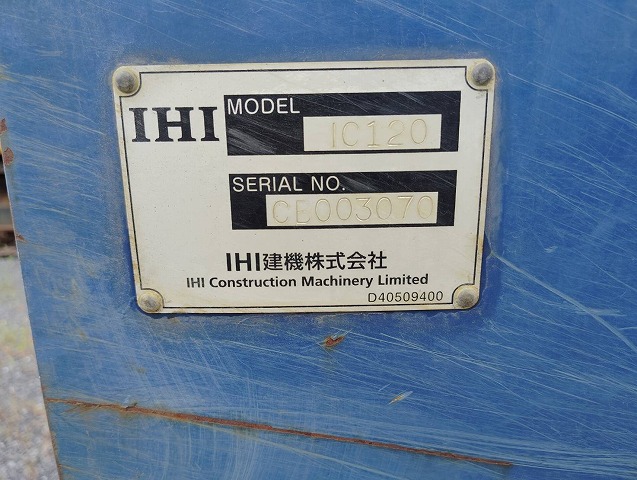 IHI MODEL IC120
SERIAL NO. CE003070
IHI建機株式会社
IHI Construction Machinery Limited
D40509400